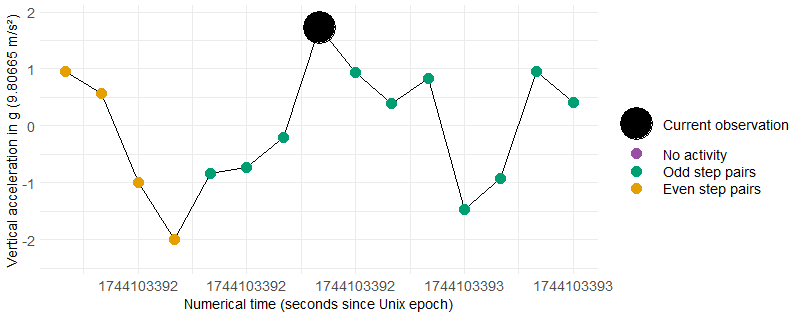 Vertical acceleration in g (9.80665 m/s²)
2
1
0
-1
-2
1744103392
1744103392
1744103392
1744103393
1744103393
Numerical time (seconds since Unix epoch)
Current observation
No activity
Odd step pairs
Even step pairs